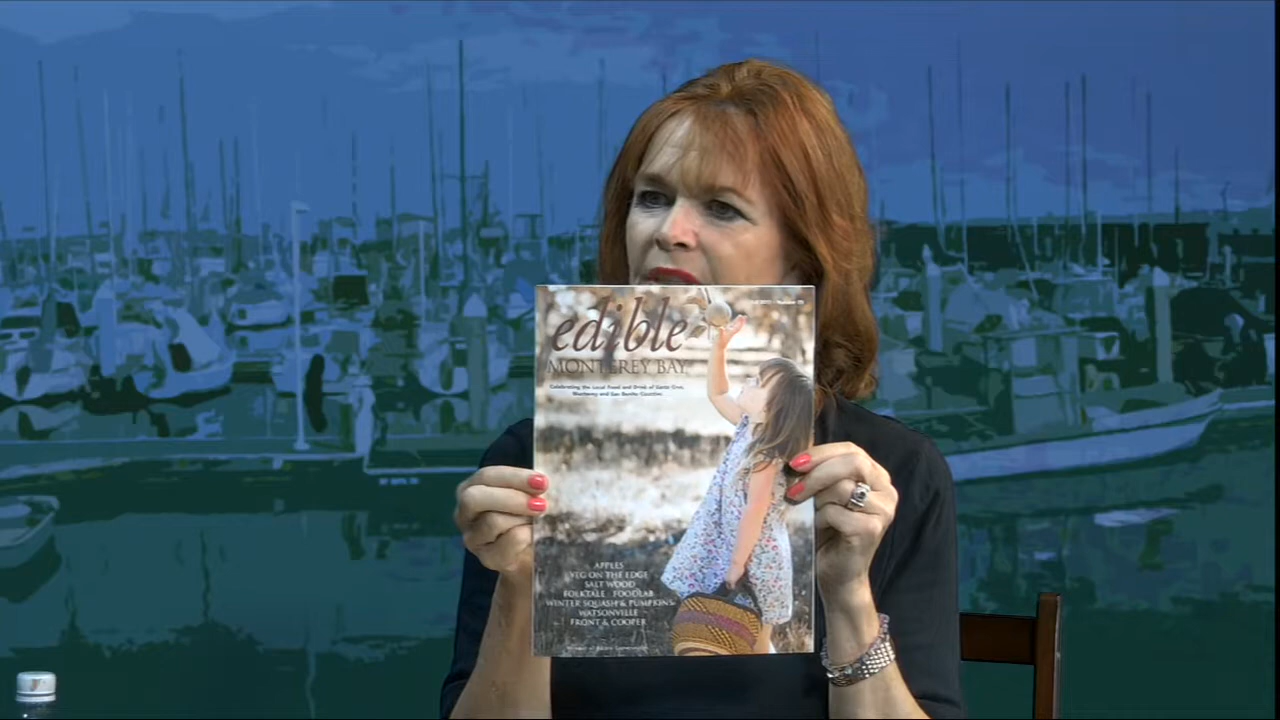 edible
MONTEREY BAY
Celebrating the Local Food and Drink of Santa Cruz,
Monterey and San Benito Counties
APPLES
VEG ON THE EDGE
SALT WOOD
FOLKTALE FOODLAB
WINTER SQUASH & PUMPKINS
WATSONVILLE
FRONT & COOPER